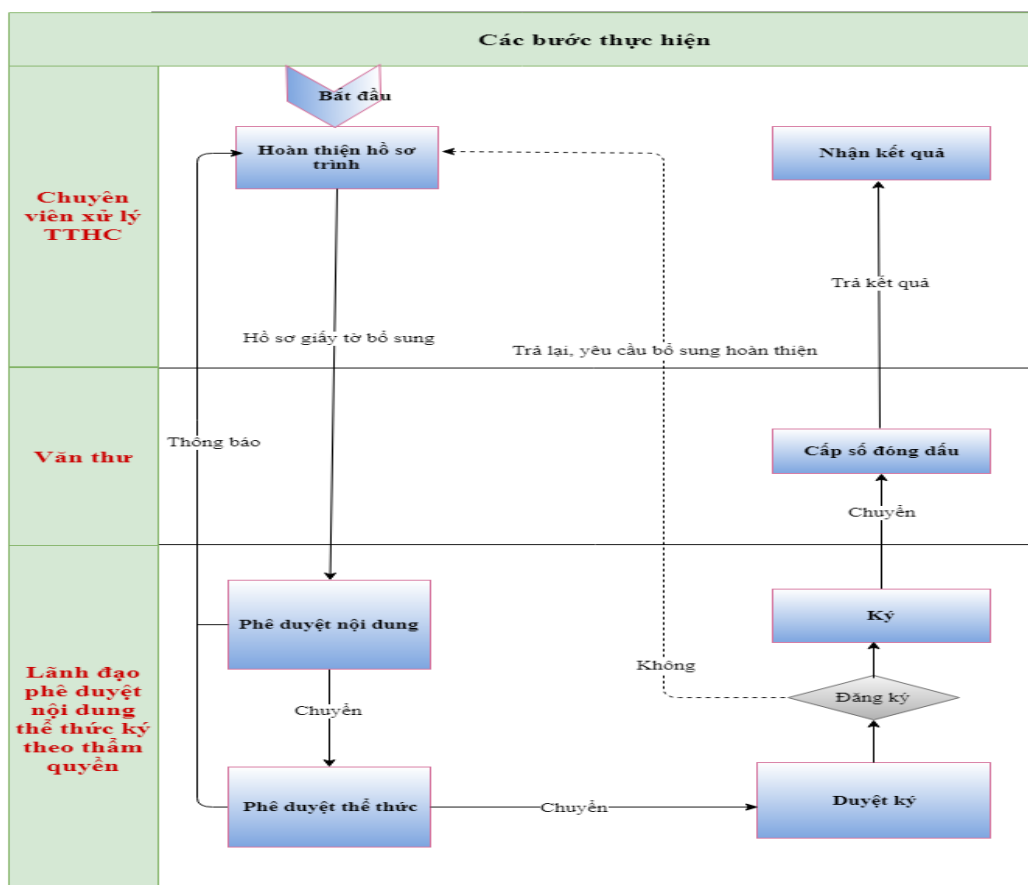 Các bước thực hiện
Bắt đầu
Hoàn thiện hồ sơ
trình
Nhận kết quả
Chuyên
viên xử lý
TTHC
Trả kết quả
Hồ sơ giấy tờ bổ sung
Trả lại, yêu cầu bổ sung hoàn thiện
Văn thư
Thông báo
Cấp số đóng dấu
Chuyển
Lãnh đạo
phê duyệt
nội dung
thể thức ký
theo thẩm
quyền
Phê duyệt nội dung
Ký
Không
Đăng ký
Chuyển
Phê duyệt thể thức
Chuyển
Duyệt ký